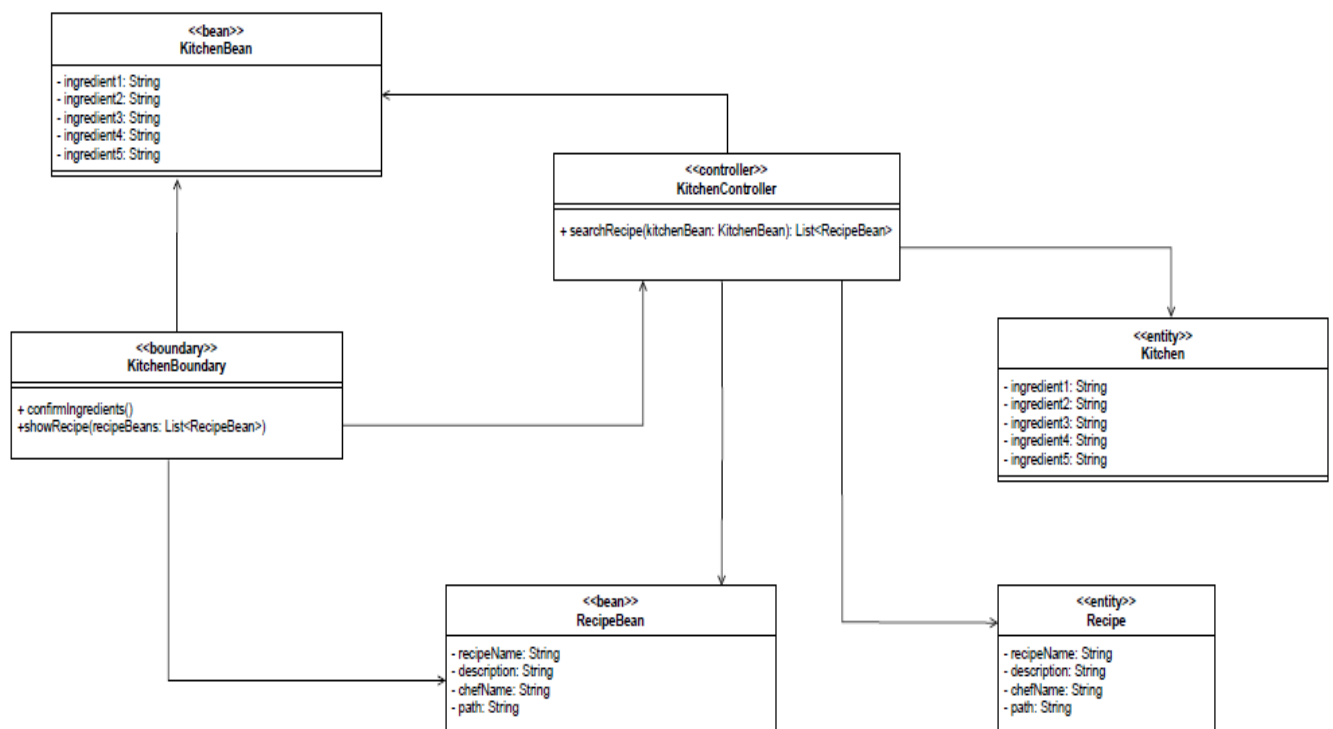 <<bean>>
KitchenBean
- ingredient1: String
- ingredient2: String
- ingredient3: String
- ingredient4: String
- ingredient5: String
<<controller>>
KitchenController
+ searchRecipe(kitchenBean: KitchenBean): List<RecipeBean>
<<boundary>>
KitchenBoundary
+ confirmIngredients()
+showRecipe(recipeBeans: List<RecipeBean>)
<<entity>>
Kitchen
- ingredient1: String
- ingredient2: String
- ingredient3: String
- ingredient4: String
- ingredient5: String
<<bean>>
RecipeBean
- recipeName: String
- description: String
- chefName: String
- path: String
<<entity>>
Recipe
- recipeName: String
- description: String
- chefName: String
- path: String